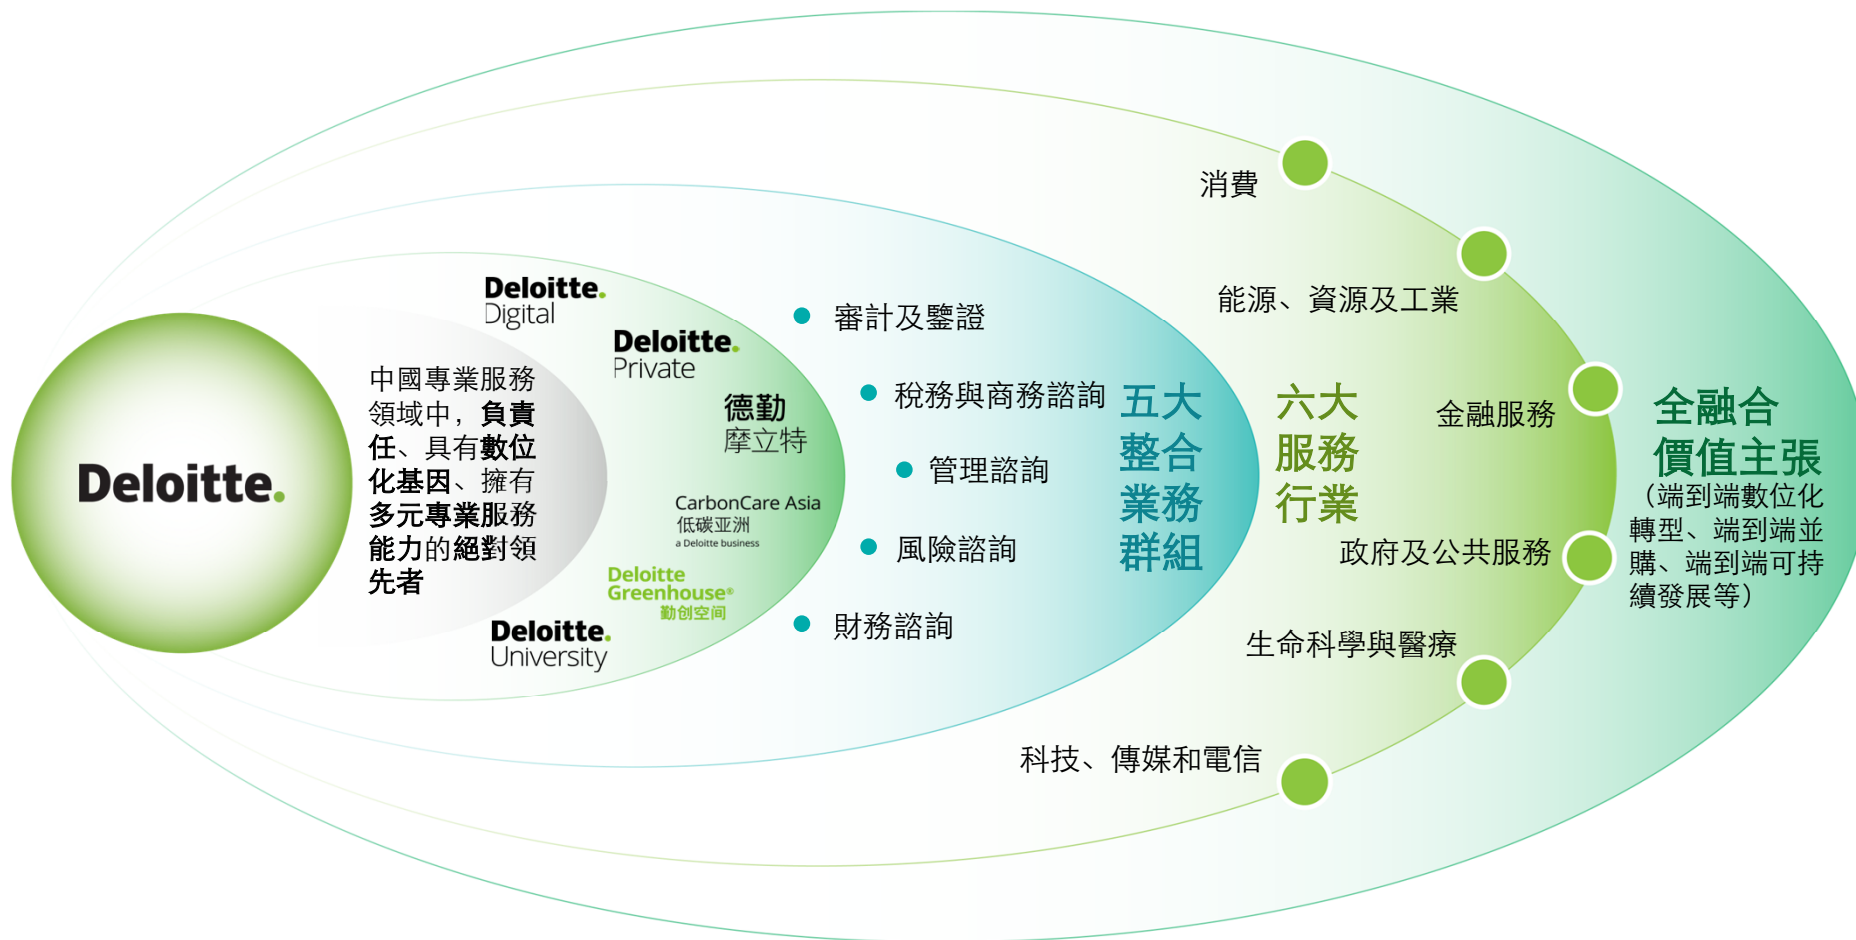 Deloitte.
中國專業服務
領域中，負責
任、具有數位
化基因、擁有
多元專業服務
能力的絕對領
先者
Deloitte.
Digital
Deloitte.
Private
德勤
摩立特
CarbonCare Asia
低碳亚洲
a Deloitte business
Deloitte
Greenhouse®
勤创空间
Deloitte.
University
審計及鑒證
稅務與商務諮詢
管理諮詢
風險諮詢
財務諮詢
五大
整合
業務
群組
消費
能源、資源及工業
金融服務
政府及公共服務
生命科學與醫療
科技、傳媒和電信
六大
服務
行業
全融合
價值主張
（端到端數位化
轉型、端到端並
購、端到端可持
續發展等）